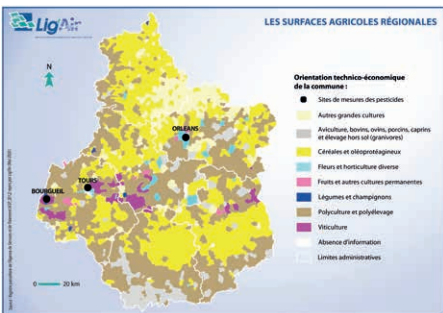 Lig'Air
LES SURFACES AGRICOLES RÉGIONALES
N
Orientation technico-économique
de la commune :
Sites de mesures des pesticides
Autres grandes cultures
Aviculture, bovins, ovins, porcins, caprins
et élevage hors sol (granivores)
Céréales et oléoprotéagineux
Fleurs et horticulture diverse
Fruits et autres cultures permanentes
Légumes et champignons
Polyculture et polyélevage
Viticulture
Absence d'information
Limites administratives
ORLEANS
TOURS
BOURGUEIL
0 20 km